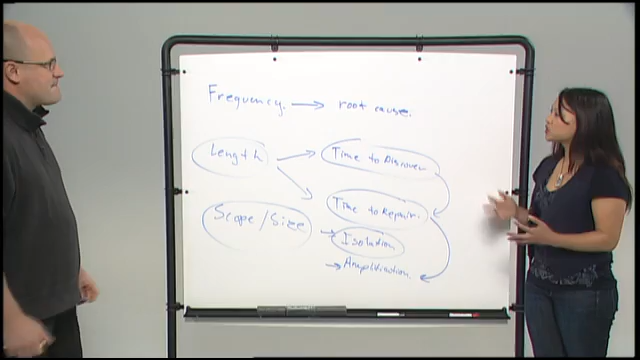 Frequency. → root cause.
Length → Time to Discover
→ Time to Repair.
Scope/Size → Isolation
→ Amplification